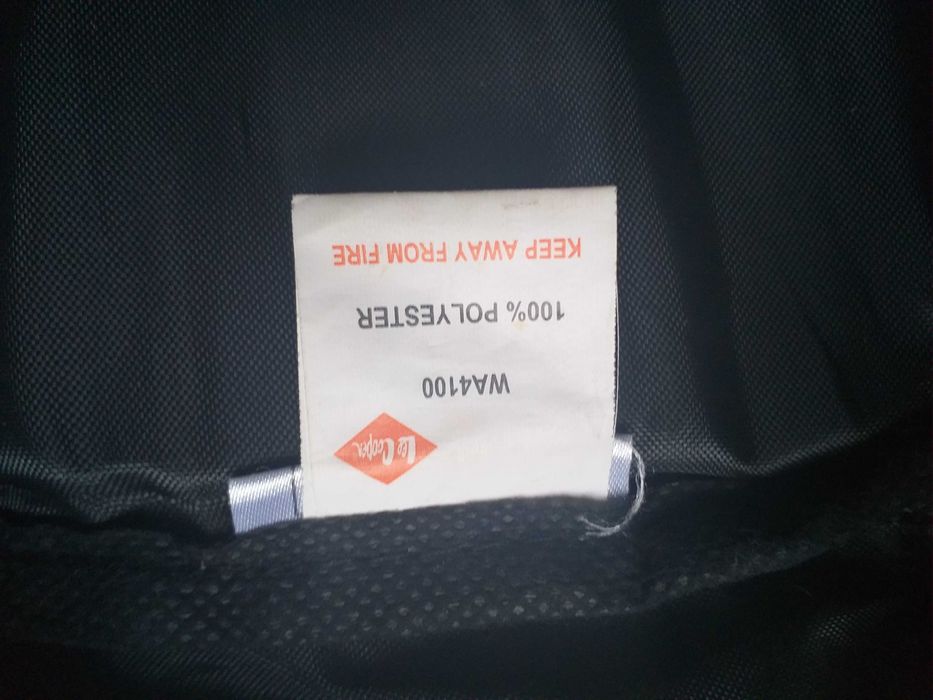 Lee Cooper
WA4100
100% POLYESTER
KEEP AWAY FROM FIRE